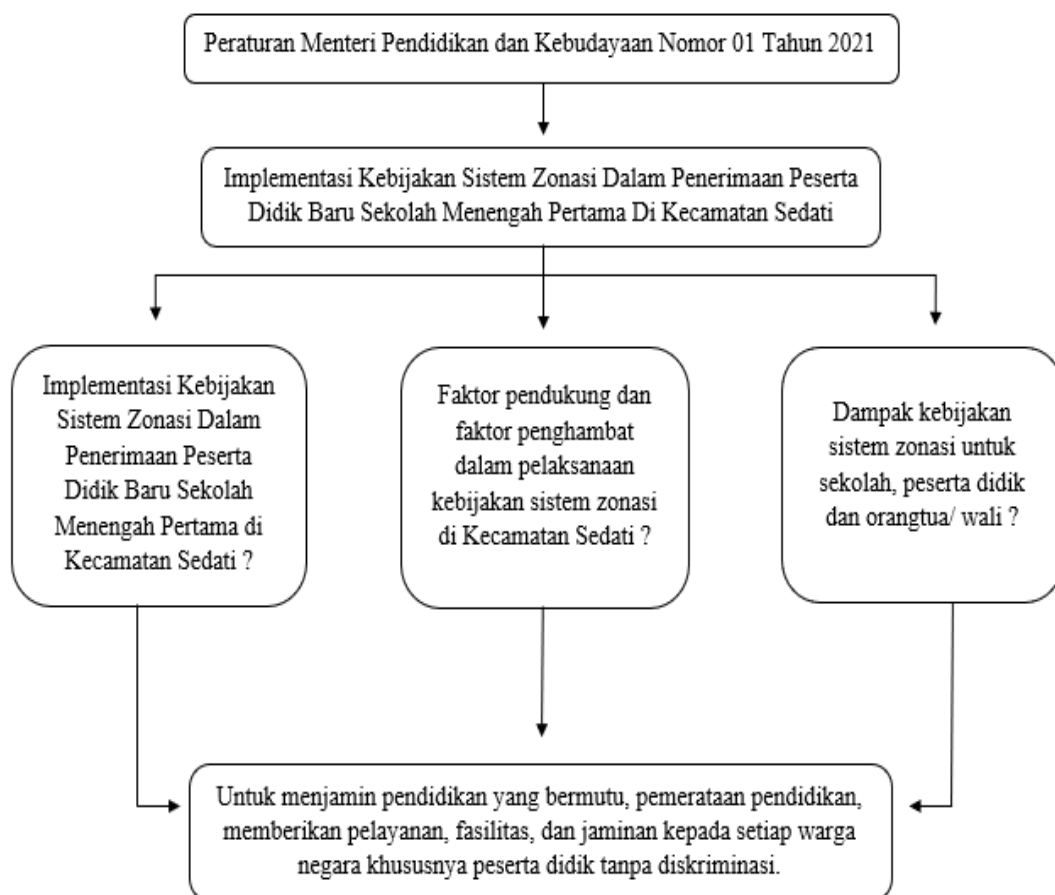 Peraturan Menteri Pendidikan dan Kebudayaan Nomor 01 Tahun 2021
Implementasi Kebijakan Sistem Zonasi Dalam Penerimaan Peserta
Didik Baru Sekolah Menengah Pertama Di Kecamatan Sedati
Implementasi Kebijakan
Sistem Zonasi Dalam
Penerimaan Peserta
Didik Baru Sekolah
Menengah Pertama di
Kecamatan Sedati ?
Faktor pendukung dan
faktor penghambat
dalam pelaksanaan
kebijakan sistem zonasi
di Kecamatan Sedati ?
Dampak kebijakan
sistem zonasi untuk
sekolah, peserta didik
dan orangtua/ wali ?
Untuk menjamin pendidikan yang bermutu, pemerataan pendidikan,
memberikan pelayanan, fasilitas, dan jaminan kepada setiap warga
negara khususnya peserta didik tanpa diskriminasi.